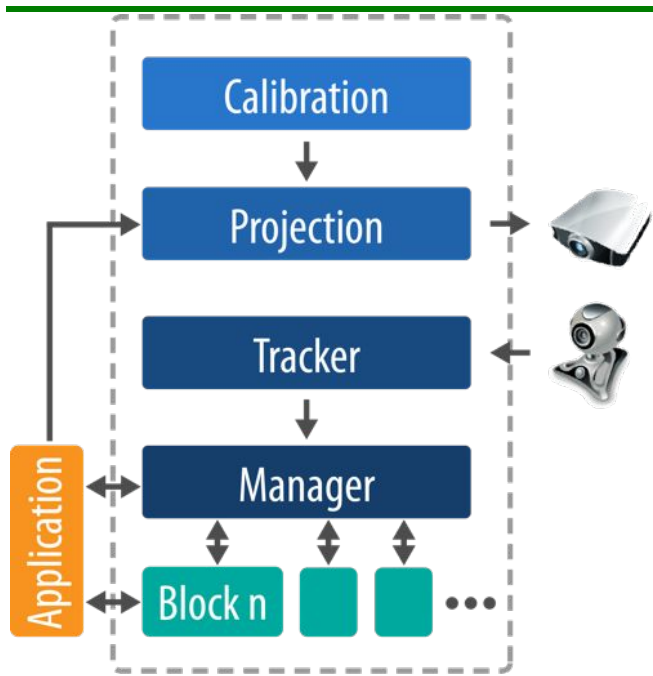 Calibration
Projection
Tracker
Manager
Application
Block n